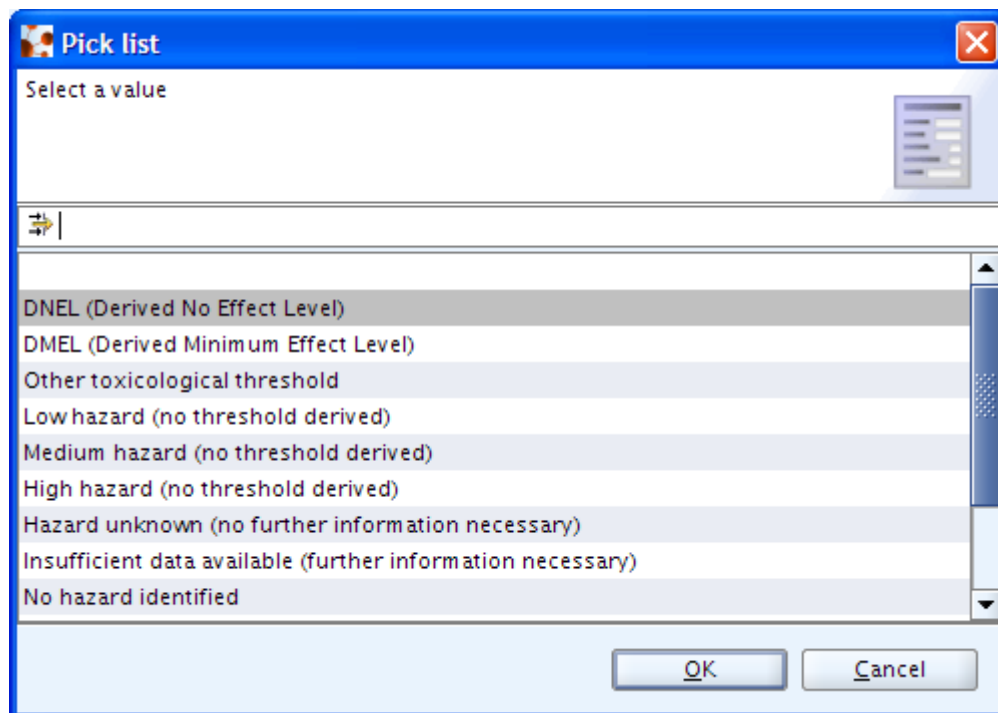 Pick list
Select a value
DNEL (Derived No Effect Level)
DMEL (Derived Minimum Effect Level)
Other toxicological threshold
Low hazard (no threshold derived)
Medium hazard (no threshold derived)
High hazard (no threshold derived)
Hazard unknown (no further information necessary)
Insufficient data available (further information necessary)
No hazard identified
OK Cancel